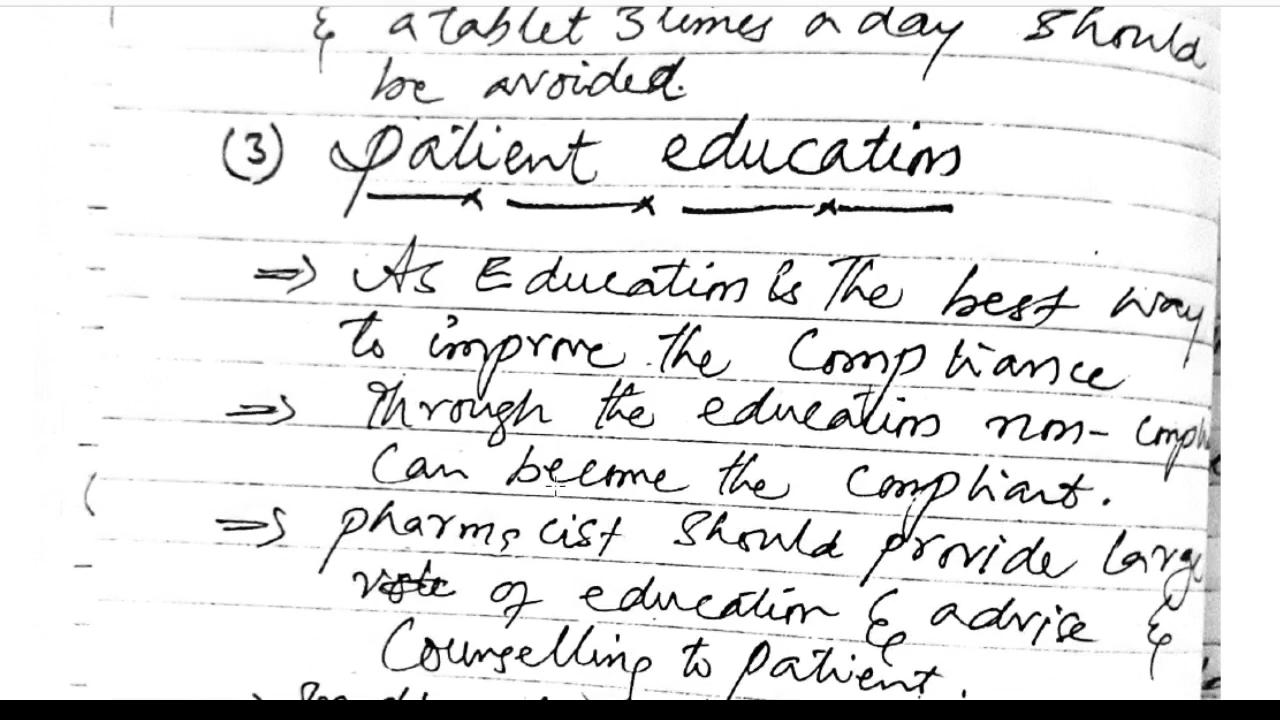 & a tablet 3 times a day should
be avoided.
(3) patient education
⇒ As Education is The best way
to improve the Compliance
⇒ Through the education non-
Can become the compliant.
⇒ pharmacist should provide large
of education & advise &
Counselling to patient.